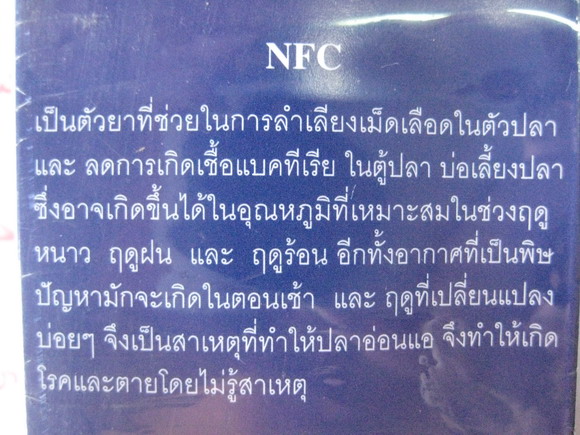 NFC
เป็นตัวยาที่ช่วยในการลำเลียงเม็ดเลือดในตัวปลา
และ ลดการเกิดเชื้อแบคทีเรีย ในตู้ปลา บ่อเลี้ยงปลา
ซึ่งอาจเกิดขึ้นได้ในอุณหภูมิที่เหมาะสมในช่วงฤดู
หนาว ฤดูฝน และ ฤดูร้อน อีกทั้งอากาศที่เป็นพิษ
ปัญหามักจะเกิดในตอนเช้า และ ฤดูที่เปลี่ยนแปลง
บ่อยๆ จึงเป็นสาเหตุที่ทำให้ปลาอ่อนแอ จึงทำให้เกิด
โรคและตายโดยไม่รู้สาเหตุ